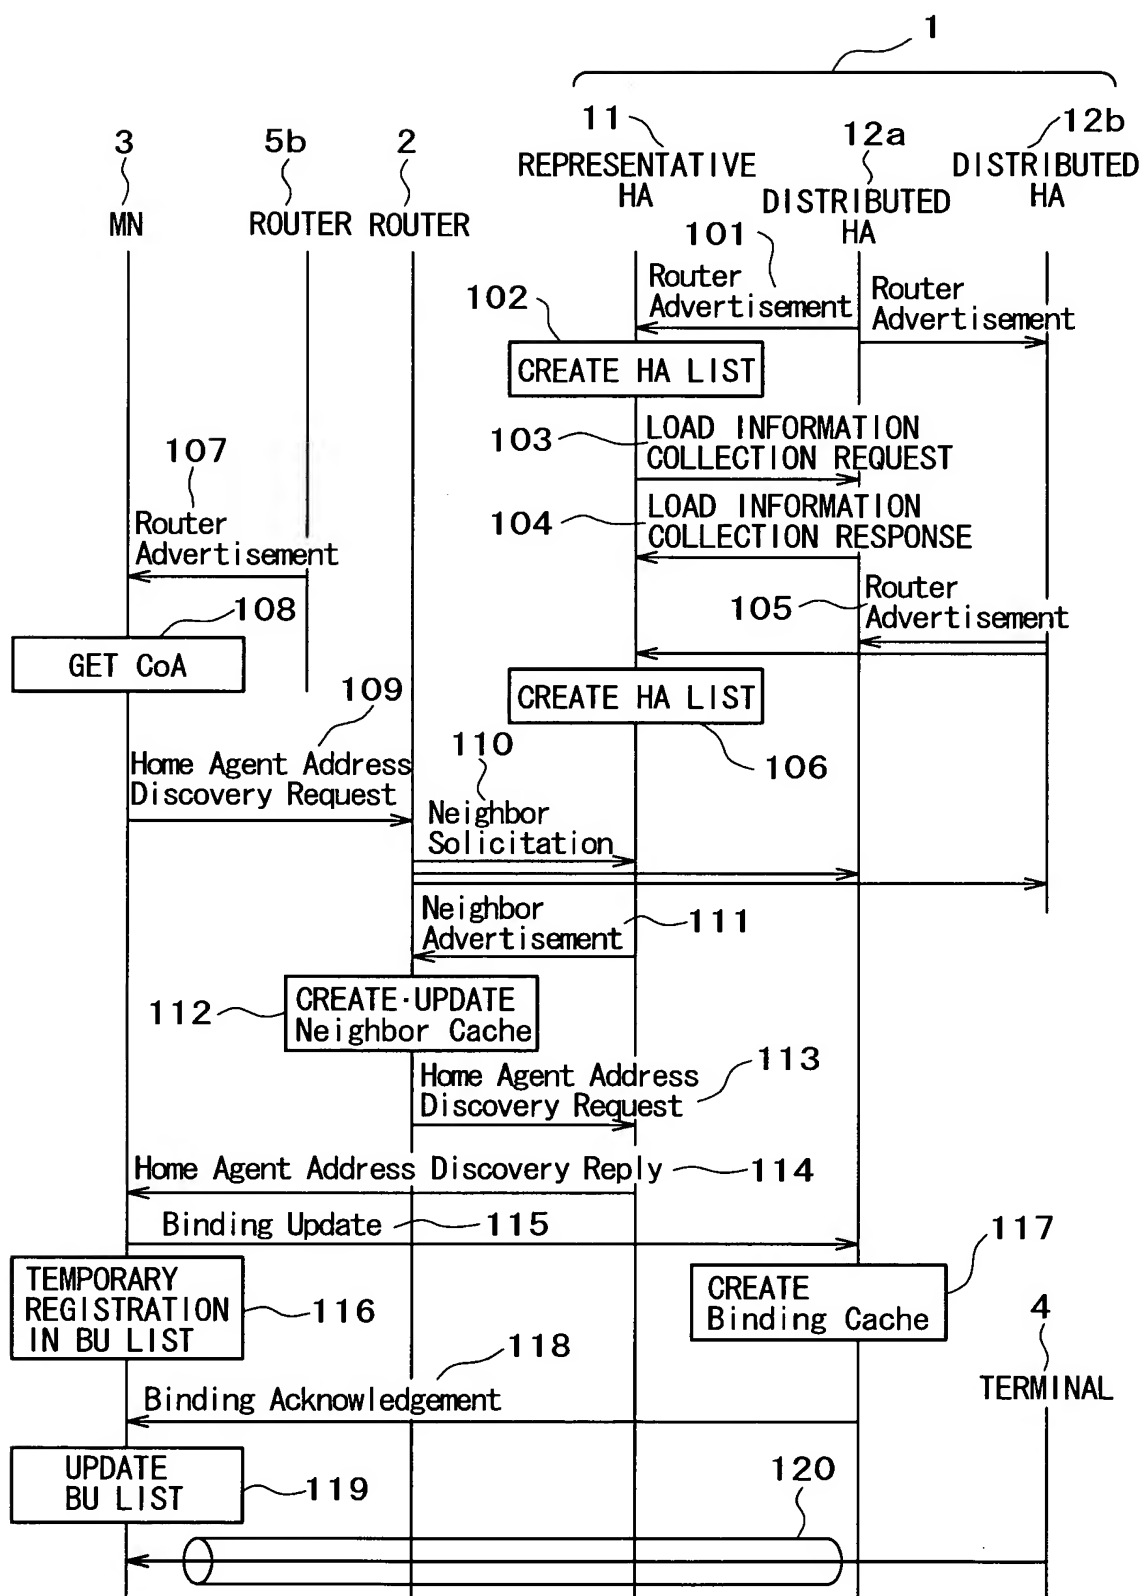 1
11
12a
12b
3
5b
2
REPRESENTATIVE
HA
DISTRIBUTED
HA
DISTRIBUTED
HA
MN
ROUTER
ROUTER
101
Router
Advertisement
Router
Advertisement
102
CREATE HA LIST
103
LOAD INFORMATION
COLLECTION REQUEST
107
Router
Advertisement
104
LOAD INFORMATION
COLLECTION RESPONSE
108
105
Router
Advertisement
GET CoA
CREATE HA LIST
109
106
Home Agent Address
Discovery Request
110
Neighbor
Solicitation
Neighbor
Advertisement
111
112
CREATE·UPDATE
Neighbor Cache
Home Agent Address
Discovery Request
113
Home Agent Address Discovery Reply
114
Binding Update
115
117
TEMPORARY
REGISTRATION
IN BU LIST
116
CREATE
Binding Cache
4
TERMINAL
118
Binding Acknowledgement
UPDATE
BU LIST
119
120